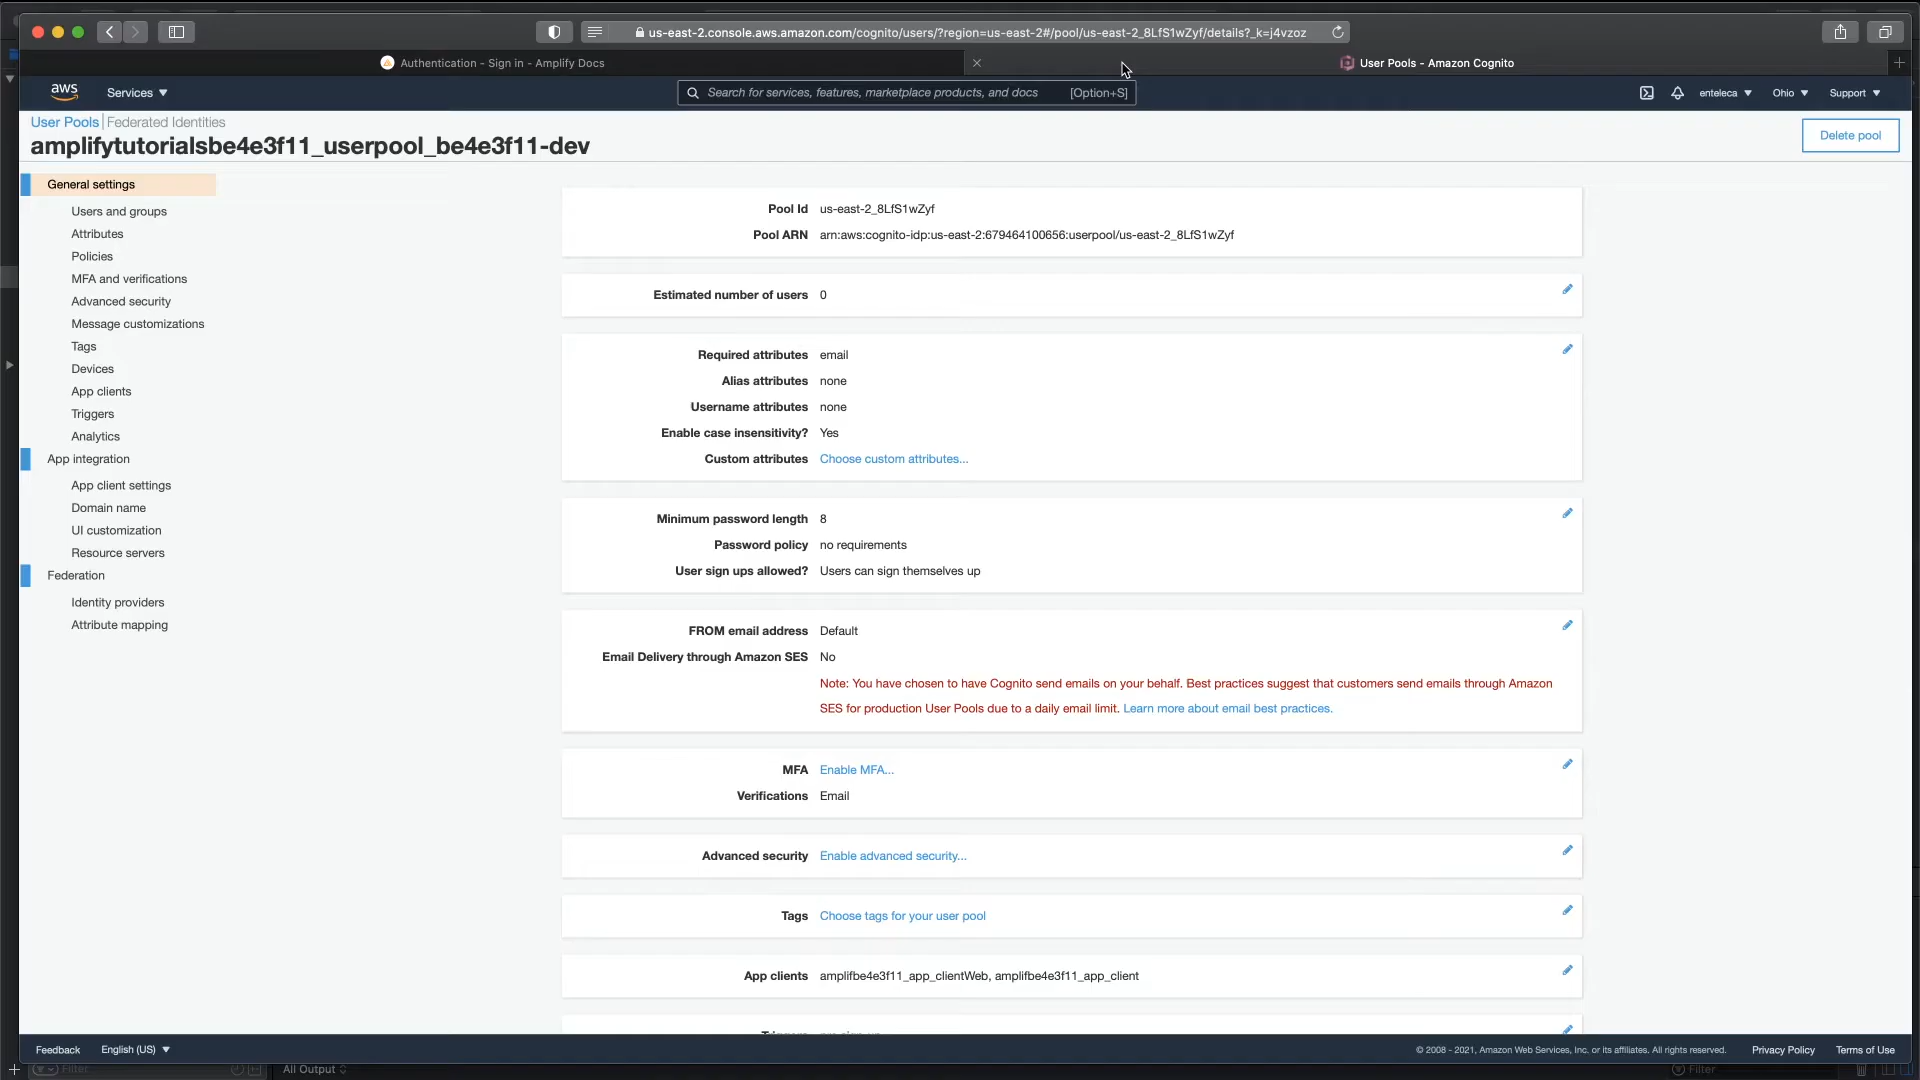 us-east-2.console.aws.amazon.com/cognito/users/?region=us-east-2#/pool/us-east-2_8LfS1wZyf/details?_k=j4vzoz
Authentication - Sign in - Amplify Docs
User Pools - Amazon Cognito
aws
Services
Search for services, features, marketplace products, and docs
[Option+S]
enteleca
Ohio
Support
User Pools
Federated Identities
amplifytutorialsbe4e3f11_userpool_be4e3f11-dev
Delete pool
General settings
Users and groups
Attributes
Policies
MFA and verifications
Advanced security
Message customizations
Tags
Devices
App clients
Triggers
Analytics
App integration
App client settings
Domain name
UI customization
Resource servers
Federation
Identity providers
Attribute mapping
Pool Id us-east-2_8LfS1wZyf
Pool ARN arn:aws:cognito-idp:us-east-2:679464100656:userpool/us-east-2_8LfS1wZyf
Estimated number of users 0
Required attributes email
Alias attributes none
Username attributes none
Enable case insensitivity? Yes
Custom attributes Choose custom attributes...
Minimum password length 8
Password policy no requirements
User sign ups allowed? Users can sign themselves up
FROM email address Default
Email Delivery through Amazon SES No
Note: You have chosen to have Cognito send emails on your behalf. Best practices suggest that customers send emails through Amazon
SES for production User Pools due to a daily email limit. Learn more about email best practices.
MFA Enable MFA...
Verifications Email
Advanced security Enable advanced security...
Tags Choose tags for your user pool
App clients amplifbe4e3f11_app_clientWeb, amplifbe4e3f11_app_client
Feedback
English (US)
© 2008 - 2021, Amazon Web Services, Inc. or its affiliates. All rights reserved.
Privacy Policy
Terms of Use
Filter
All Output
Filter